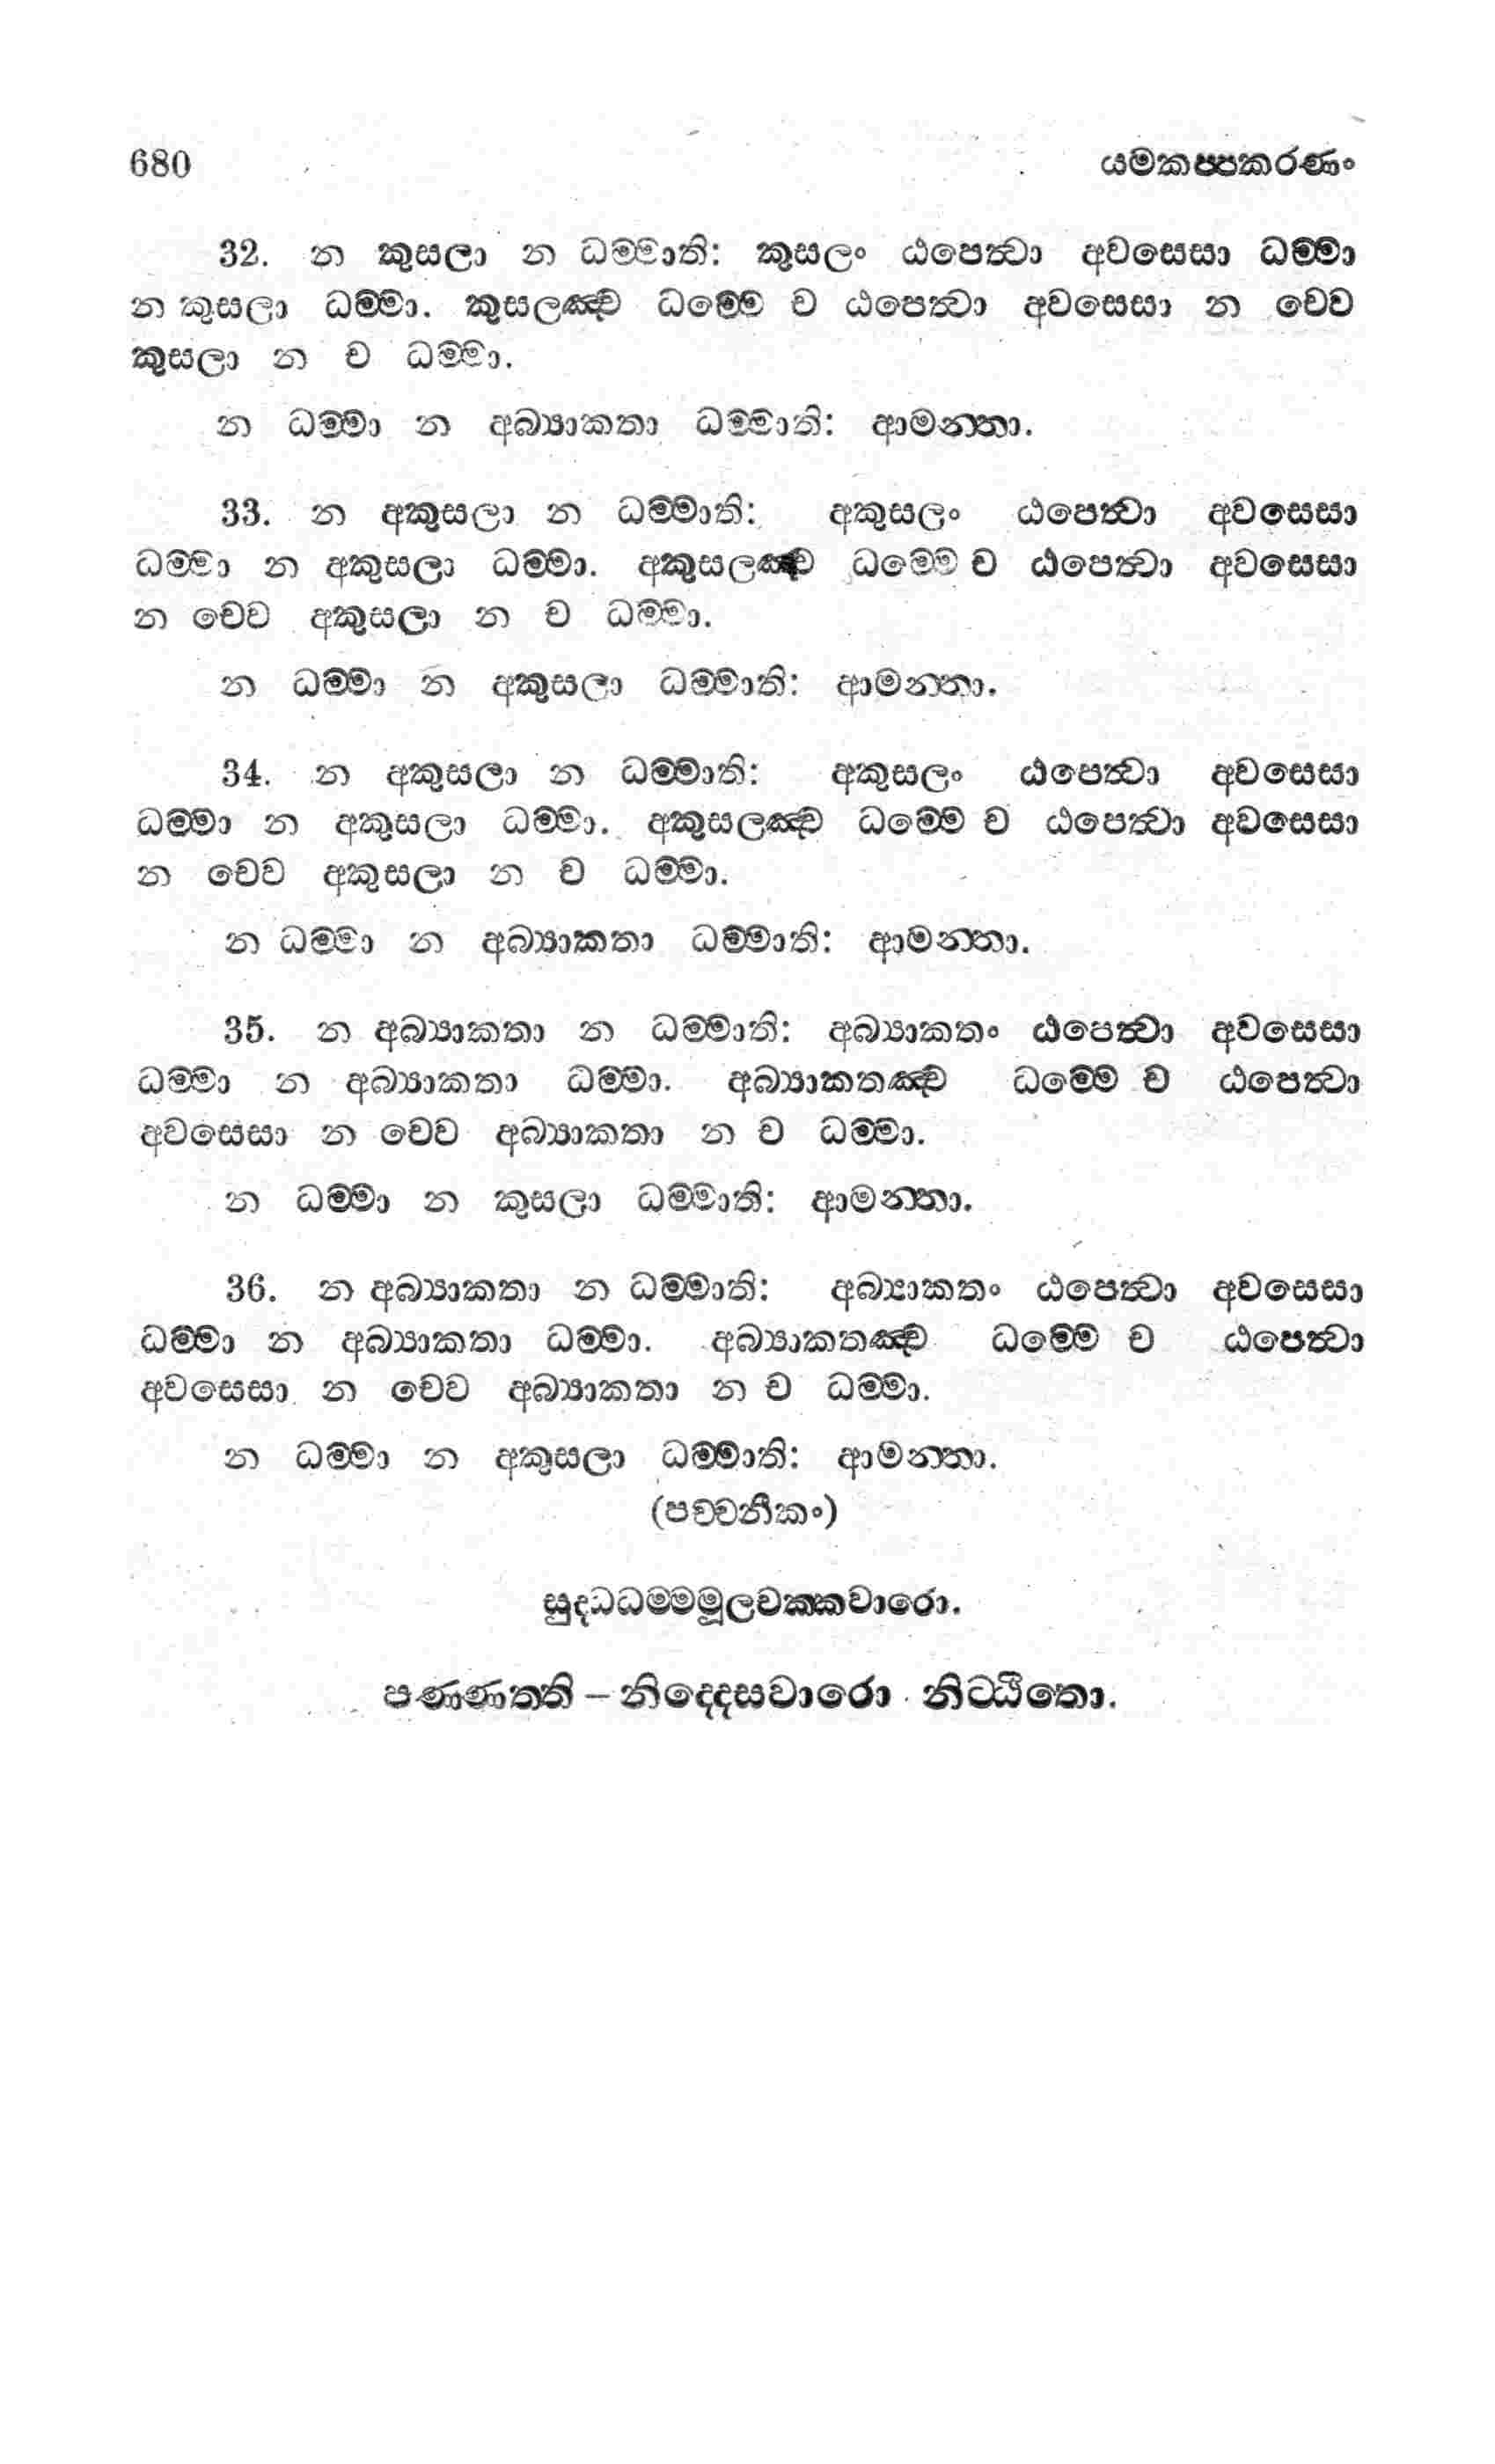 680 යමකප්පකරණං
32. න කුසලා න ධම්මාති: කුසලං ඨපෙත්වා අවසෙසා ධම්මා
න කුසලා ධම්මා. කුසලඤ්ච ධම්මෙ ච ඨපෙත්වා අවසෙසා න චෙව
කුසලා න ච ධම්මා.
න ධම්මා න අබ්‍යාකතා ධම්මාති: ආමන්තා.
33. න අකුසලා න ධම්මාති: අකුසලං ඨපෙත්වා අවසෙසා
ධම්මා න අකුසලා ධම්මා. අකුසලඤ්ච ධම්මෙ ච ඨපෙත්වා අවසෙසා
න චෙව අකුසලා න ච ධම්මා.
න ධම්මා න අකුසලා ධම්මාති: ආමන්තා.
34. න අකුසලා න ධම්මාති: අකුසලං ඨපෙත්වා අවසෙසා
ධම්මා න අකුසලා ධම්මා. අකුසලඤ්ච ධම්මෙ ච ඨපෙත්වා අවසෙසා
න චෙව අකුසලා න ච ධම්මා.
න ධම්මා න අබ්‍යාකතා ධම්මාති: ආමන්තා.
35. න අබ්‍යාකතා න ධම්මාති: අබ්‍යාකතං ඨපෙත්වා අවසෙසා
ධම්මා න අබ්‍යාකතා ධම්මා. අබ්‍යාකතඤ්ච ධම්මෙ ච ඨපෙත්වා
අවසෙසා න චෙව අබ්‍යාකතා න ච ධම්මා.
න ධම්මා න කුසලා ධම්මාති: ආමන්තා.
36. න අබ්‍යාකතා න ධම්මාති: අබ්‍යාකතං ඨපෙත්වා අවසෙසා
ධම්මා න අබ්‍යාකතා ධම්මා. අබ්‍යාකතඤ්ච ධම්මෙ ච ඨපෙත්වා
අවසෙසා න චෙව අබ්‍යාකතා න ච ධම්මා.
න ධම්මා න අකුසලා ධම්මාති: ආමන්තා.
(පච්චනීකං)
සුද්ධධම්මමූලචක්කවාරො.
පණ්ණත්ති – නිද්දෙසවාරො නිට්ඨිතො.